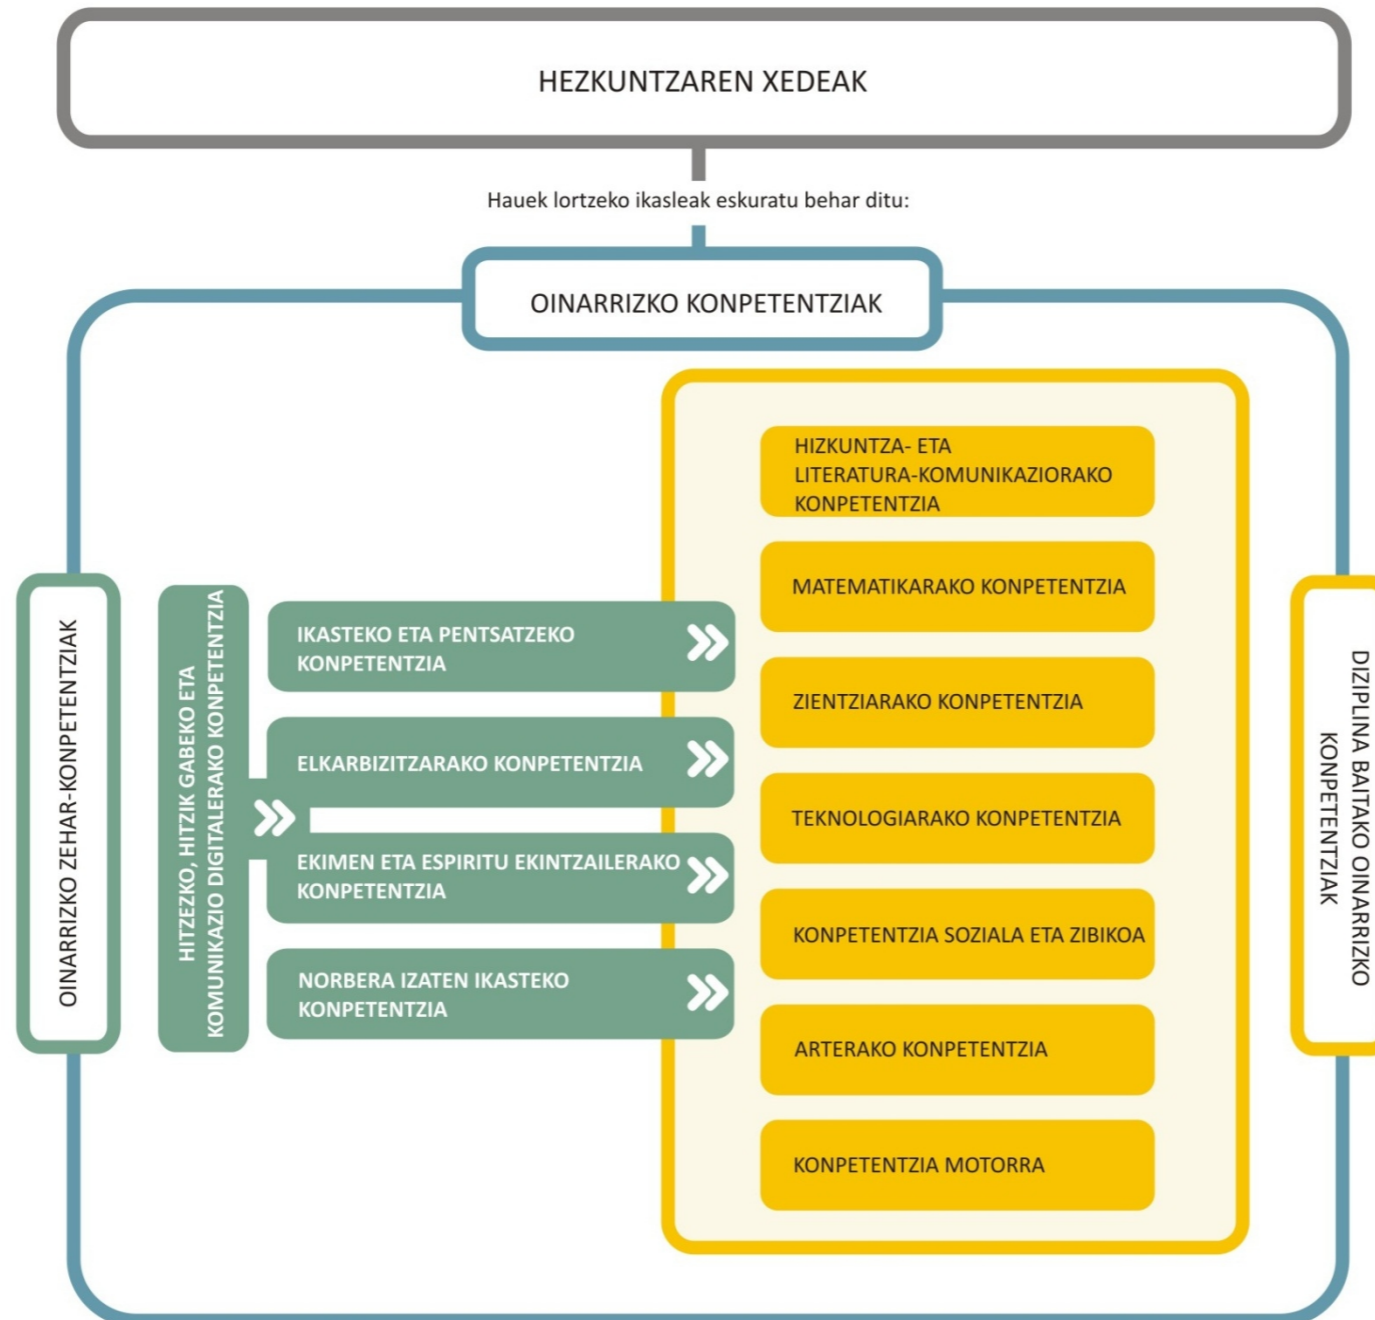 HEZKUNTZAREN XEDEAK
Hauek lortzeko ikasleak eskuratu behar ditu:
OINARRIZKO KONPETENTZIAK
OINARRIZKO ZEHAR-KONPETENTZIAK
HITZEZKO, HITZIK GABEKO ETA
KOMUNIKAZIO DIGITALERAKO KONPETENTZIA
IKASTEKO ETA PENTSATZEKO
KONPETENTZIA
ELKARBIZITZARAKO KONPETENTZIA
EKIMEN ETA ESPIRITU EKINTZAILERAKO
KONPETENTZIA
NORBERA IZATEN IKASTEKO
KONPETENTZIA
HIZKUNTZA- ETA
LITERATURA-KOMUNIKAZIORAKO
KONPETENTZIA
MATEMATIKARAKO KONPETENTZIA
ZIENTZIARAKO KONPETENTZIA
TEKNOLOGIARAKO KONPETENTZIA
KONPETENTZIA SOZIALA ETA ZIBIKOA
ARTERAKO KONPETENTZIA
KONPETENTZIA MOTORRA
DIZIPLINA BAITAKO OINARRIZKO
KONPETENTZIAK